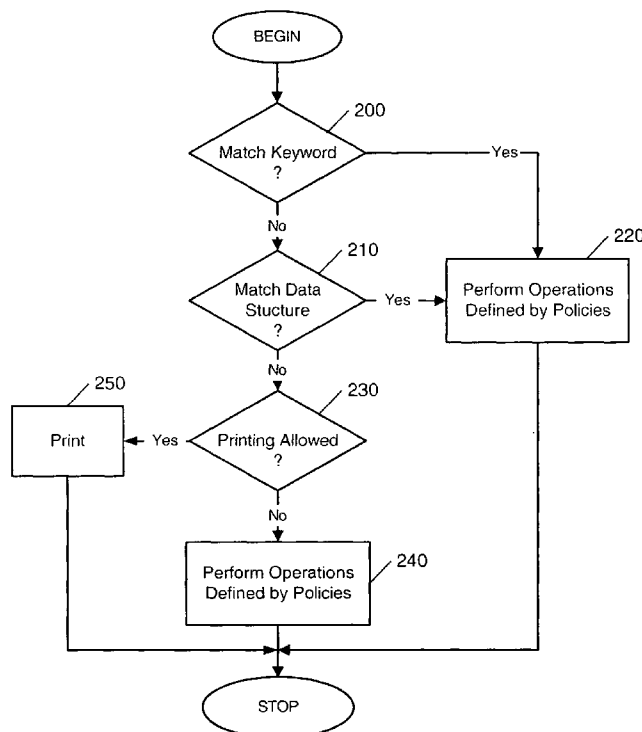 BEGIN
200
Match Keyword
?
Yes
No
210
220
Match Data
Stucture
?
Yes
Perform Operations
Defined by Policies
No
250
230
Print
Yes
Printing Allowed
?
No
240
Perform Operations
Defined by Policies
STOP